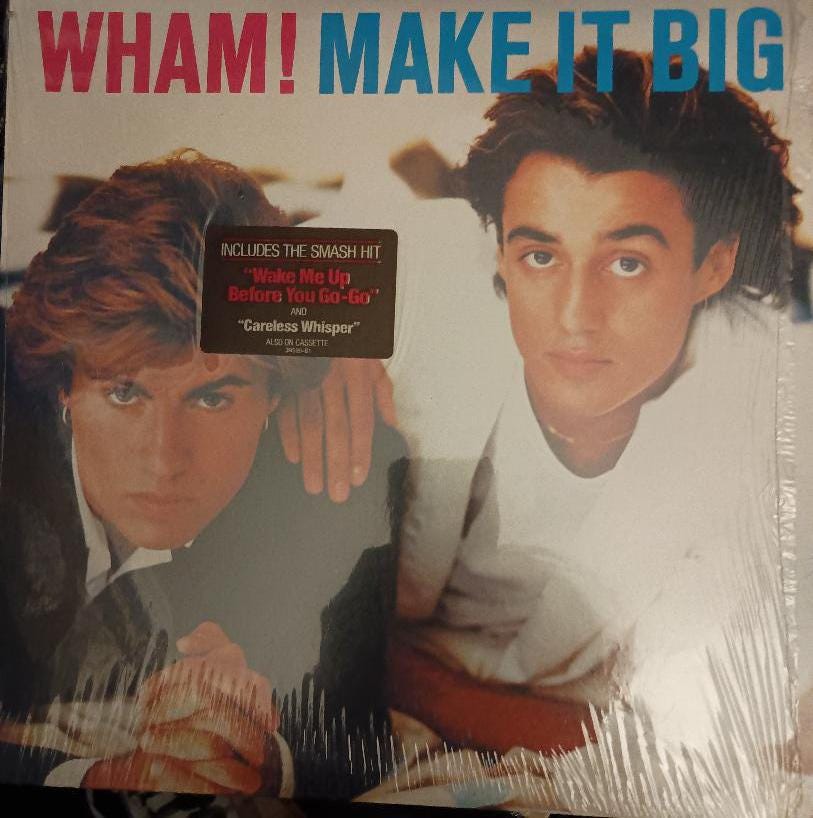 WHAM! MAKE IT BIG
INCLUDES THE SMASH HIT
"Wake Me Up
Before You Go-Go"
AND
"Careless Whisper"
ALSO ON CASSETTE